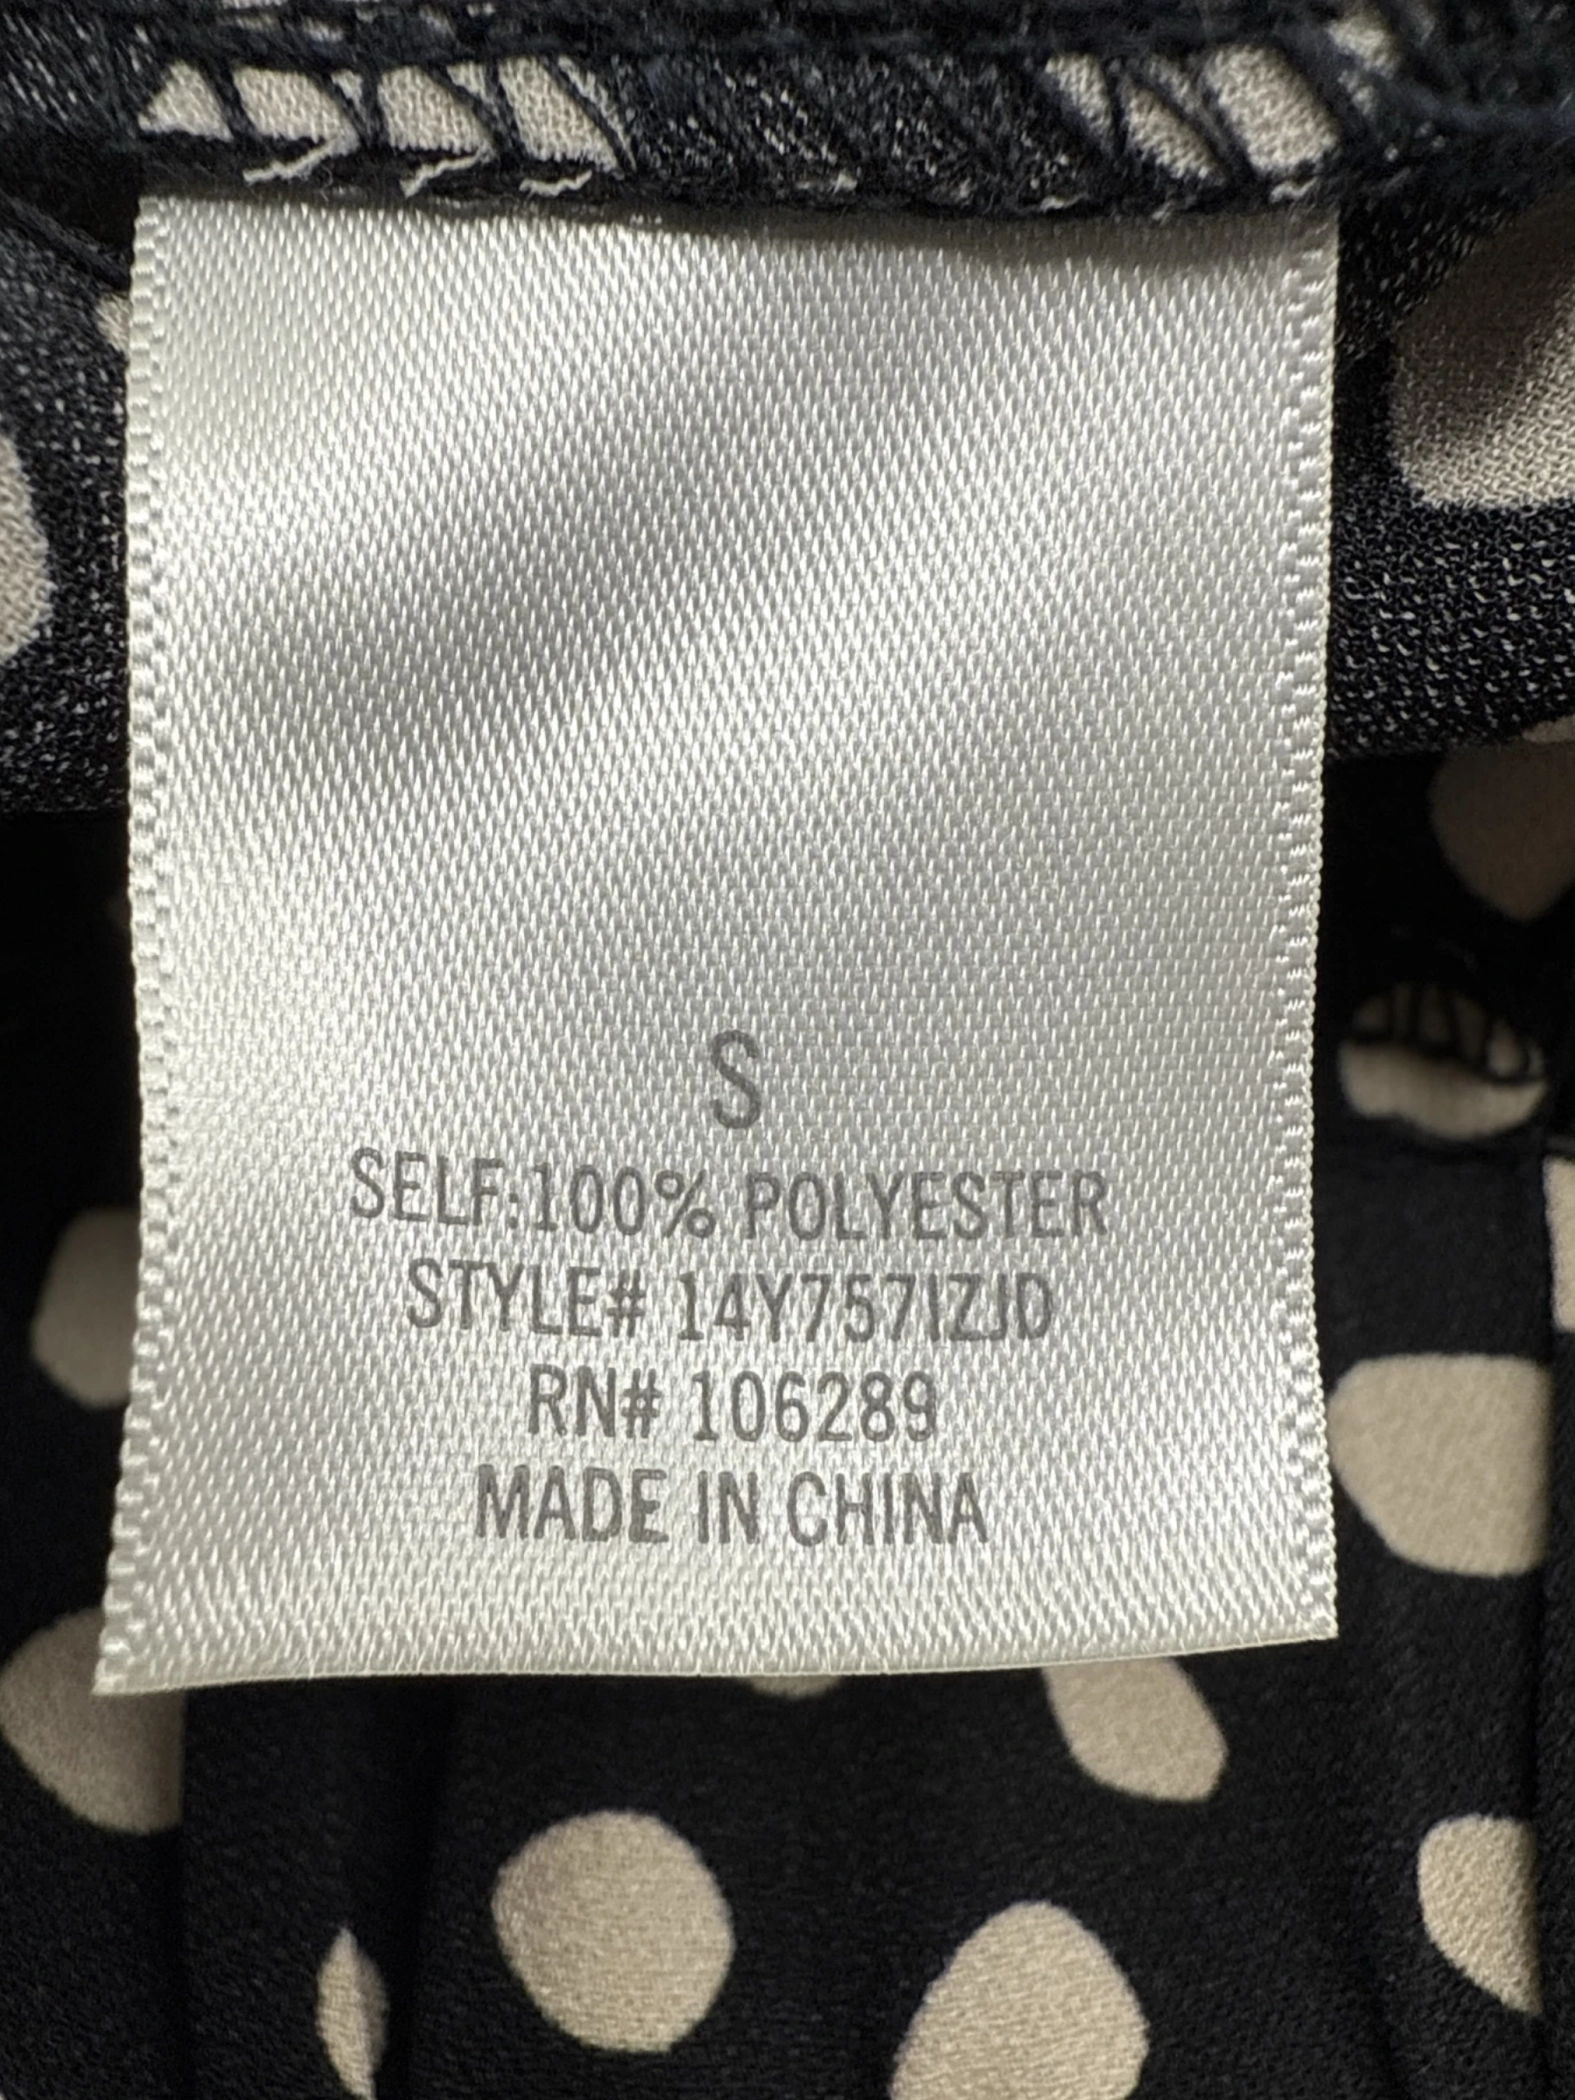 S
SELF:100% POLYESTER
STYLE# 14Y757IZJD
RN# 106289
MADE IN CHINA